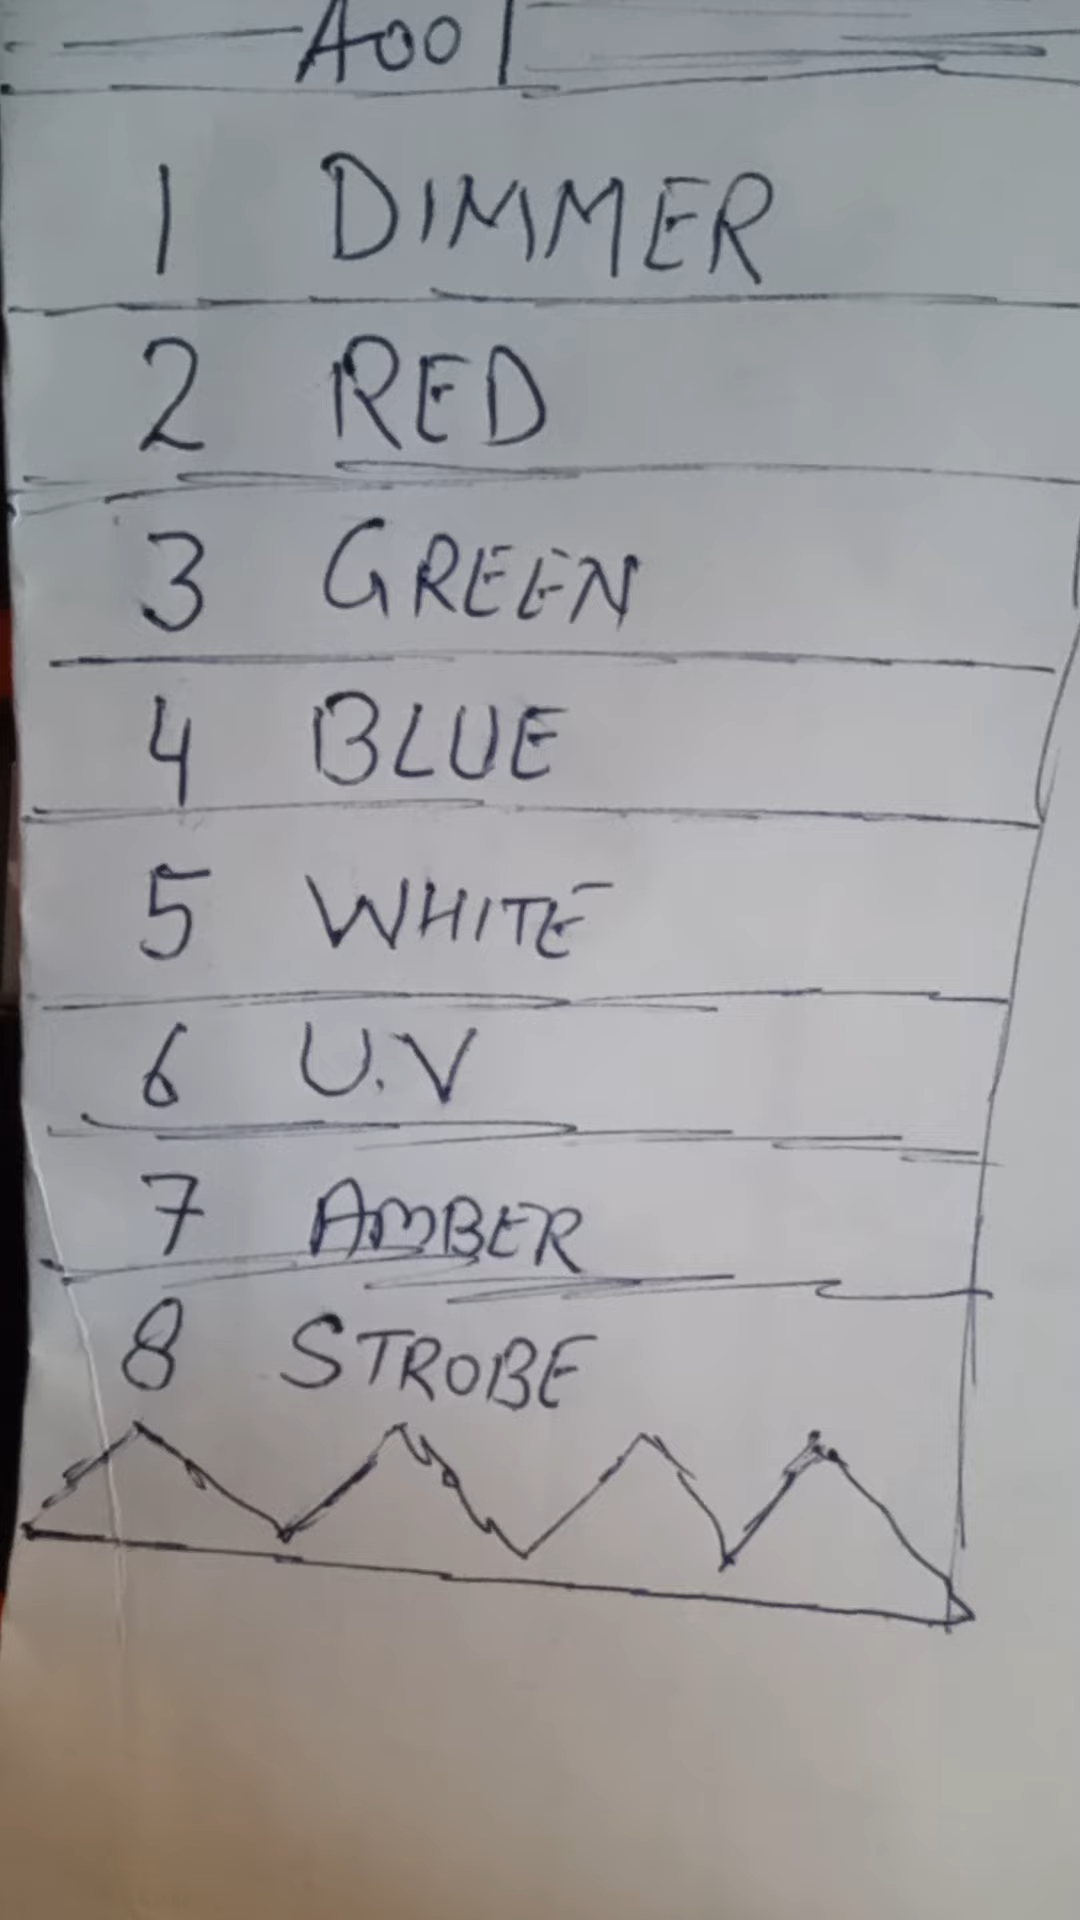 A001
1 DIMMER
2 RED
3 GREEN
4 BLUE
5 WHITE
6 U.V
7 AMBER
8 STROBE